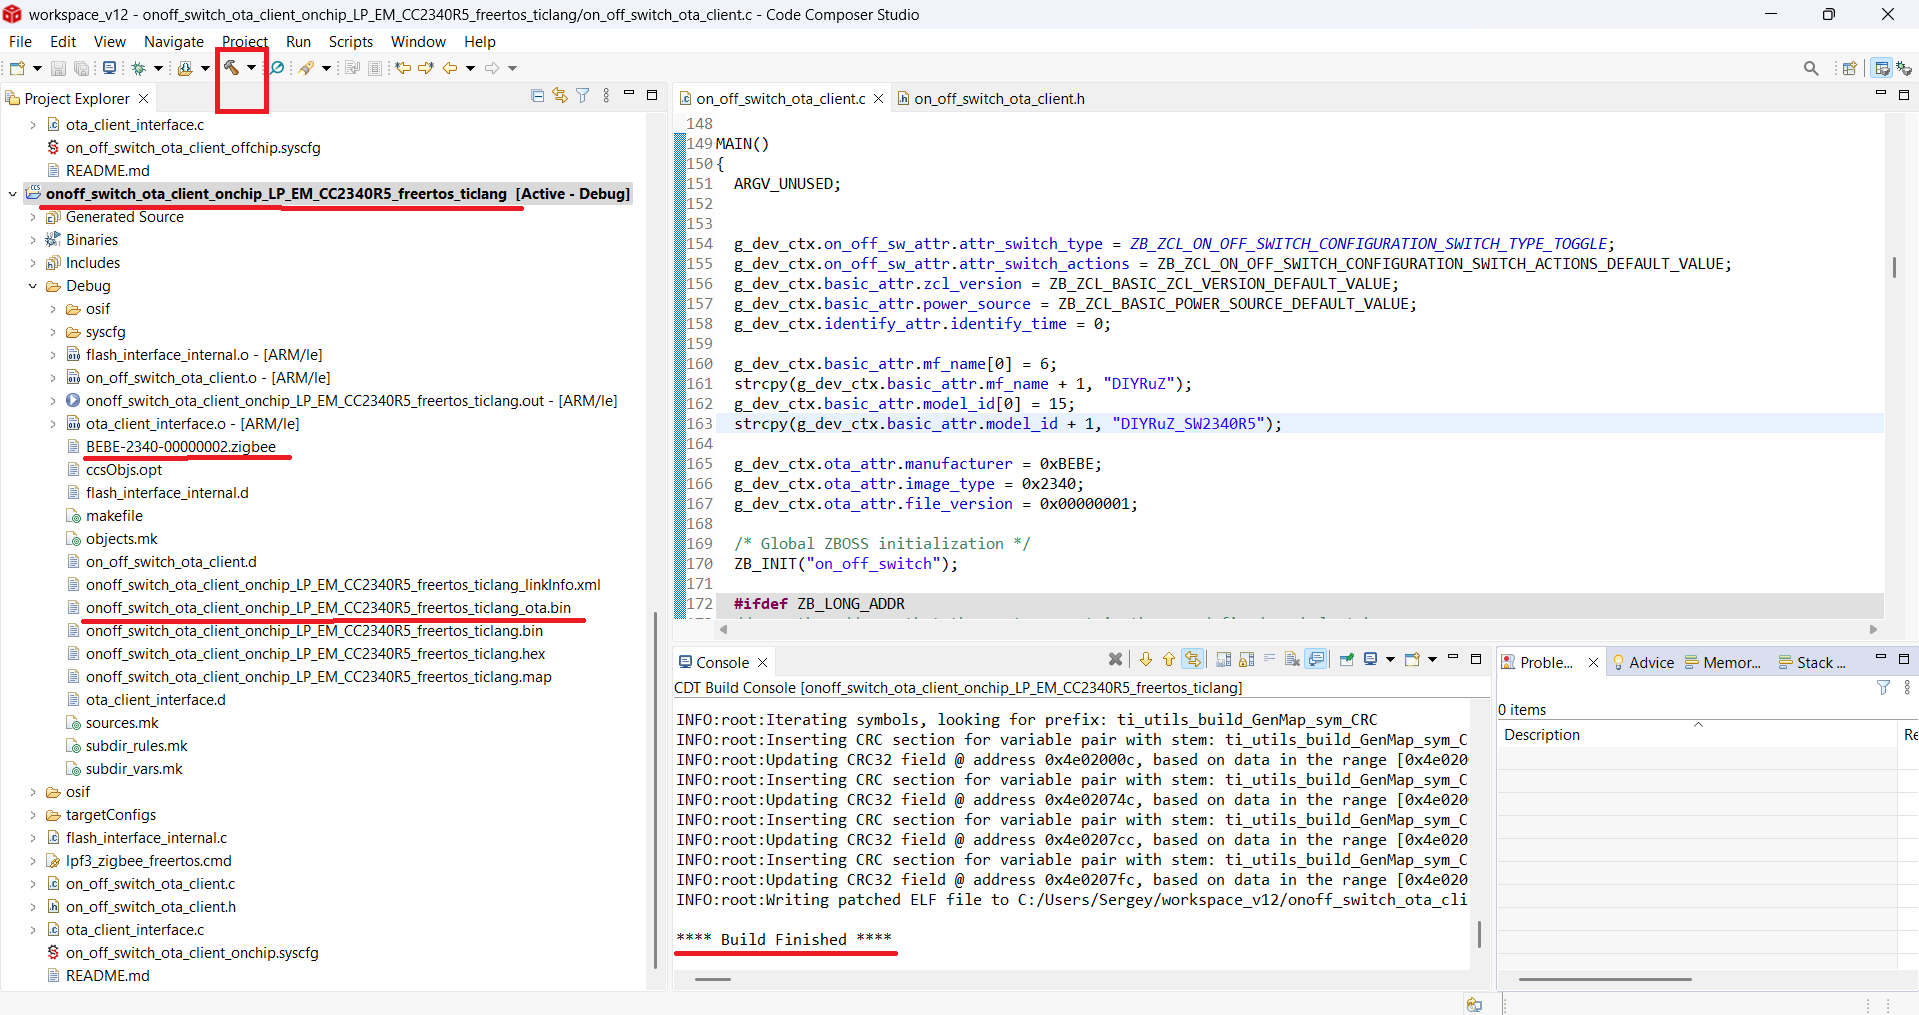 workspace_v12 - onoff_switch_ota_client_onchip_LP_EM_CC2340R5_freertos_ticlang/on_off_switch_ota_client.c - Code Composer Studio
File Edit View Navigate Project Run Scripts Window Help
Project Explorer
ota_client_interface.c
on_off_switch_ota_client_offchip.syscfg
README.md
onoff_switch_ota_client_onchip_LP_EM_CC2340R5_freertos_ticlang [Active - Debug]
Generated Source
Binaries
Includes
Debug
osif
syscfg
flash_interface_internal.o - [ARM/le]
on_off_switch_ota_client.o - [ARM/le]
onoff_switch_ota_client_onchip_LP_EM_CC2340R5_freertos_ticlang.out - [ARM/le]
ota_client_interface.o - [ARM/le]
BEBE-2340-00000002.zigbee
ccsObjs.opt
flash_interface_internal.d
makefile
objects.mk
on_off_switch_ota_client.d
onoff_switch_ota_client_onchip_LP_EM_CC2340R5_freertos_ticlang_linkInfo.xml
onoff_switch_ota_client_onchip_LP_EM_CC2340R5_freertos_ticlang_ota.bin
onoff_switch_ota_client_onchip_LP_EM_CC2340R5_freertos_ticlang.bin
onoff_switch_ota_client_onchip_LP_EM_CC2340R5_freertos_ticlang.hex
onoff_switch_ota_client_onchip_LP_EM_CC2340R5_freertos_ticlang.map
ota_client_interface.d
sources.mk
subdir_rules.mk
subdir_vars.mk
osif
targetConfigs
flash_interface_internal.c
lpf3_zigbee_freertos.cmd
on_off_switch_ota_client.c
on_off_switch_ota_client.h
ota_client_interface.c
on_off_switch_ota_client_onchip.syscfg
README.md
on_off_switch_ota_client.c on_off_switch_ota_client.h
148
149 MAIN()
150 {
151 ARGV_UNUSED;
152
153
154 g_dev_ctx.on_off_sw_attr.attr_switch_type = ZB_ZCL_ON_OFF_SWITCH_CONFIGURATION_SWITCH_TYPE_TOGGLE;
155 g_dev_ctx.on_off_sw_attr.attr_switch_actions = ZB_ZCL_ON_OFF_SWITCH_CONFIGURATION_SWITCH_ACTIONS_DEFAULT_VALUE;
156 g_dev_ctx.basic_attr.zcl_version = ZB_ZCL_BASIC_ZCL_VERSION_DEFAULT_VALUE;
157 g_dev_ctx.basic_attr.power_source = ZB_ZCL_BASIC_POWER_SOURCE_DEFAULT_VALUE;
158 g_dev_ctx.identify_attr.identify_time = 0;
159
160 g_dev_ctx.basic_attr.mf_name[0] = 6;
161 strcpy(g_dev_ctx.basic_attr.mf_name + 1, "DIYRuZ");
162 g_dev_ctx.basic_attr.model_id[0] = 15;
163 strcpy(g_dev_ctx.basic_attr.model_id + 1, "DIYRuZ_SW2340R5");
164
165 g_dev_ctx.ota_attr.manufacturer = 0xBEBE;
166 g_dev_ctx.ota_attr.image_type = 0x2340;
167 g_dev_ctx.ota_attr.file_version = 0x00000001;
168
169 /* Global ZBOSS initialization */
170 ZB_INIT("on_off_switch");
171
172 #ifdef ZB_LONG_ADDR
Console
CDT Build Console [onoff_switch_ota_client_onchip_LP_EM_CC2340R5_freertos_ticlang]
INFO:root:Iterating symbols, looking for prefix: ti_utils_build_GenMap_sym_CRC
INFO:root:Inserting CRC section for variable pair with stem: ti_utils_build_GenMap_sym_C
INFO:root:Updating CRC32 field @ address 0x4e02000c, based on data in the range [0x4e020
INFO:root:Inserting CRC section for variable pair with stem: ti_utils_build_GenMap_sym_C
INFO:root:Updating CRC32 field @ address 0x4e02074c, based on data in the range [0x4e020
INFO:root:Inserting CRC section for variable pair with stem: ti_utils_build_GenMap_sym_C
INFO:root:Updating CRC32 field @ address 0x4e0207cc, based on data in the range [0x4e020
INFO:root:Inserting CRC section for variable pair with stem: ti_utils_build_GenMap_sym_C
INFO:root:Updating CRC32 field @ address 0x4e0207fc, based on data in the range [0x4e020
INFO:root:Writing patched ELF file to C:/Users/Sergey/workspace_v12/onoff_switch_ota_cli
**** Build Finished ****
Proble... Advice Memor... Stack ...
0 items
Description Re